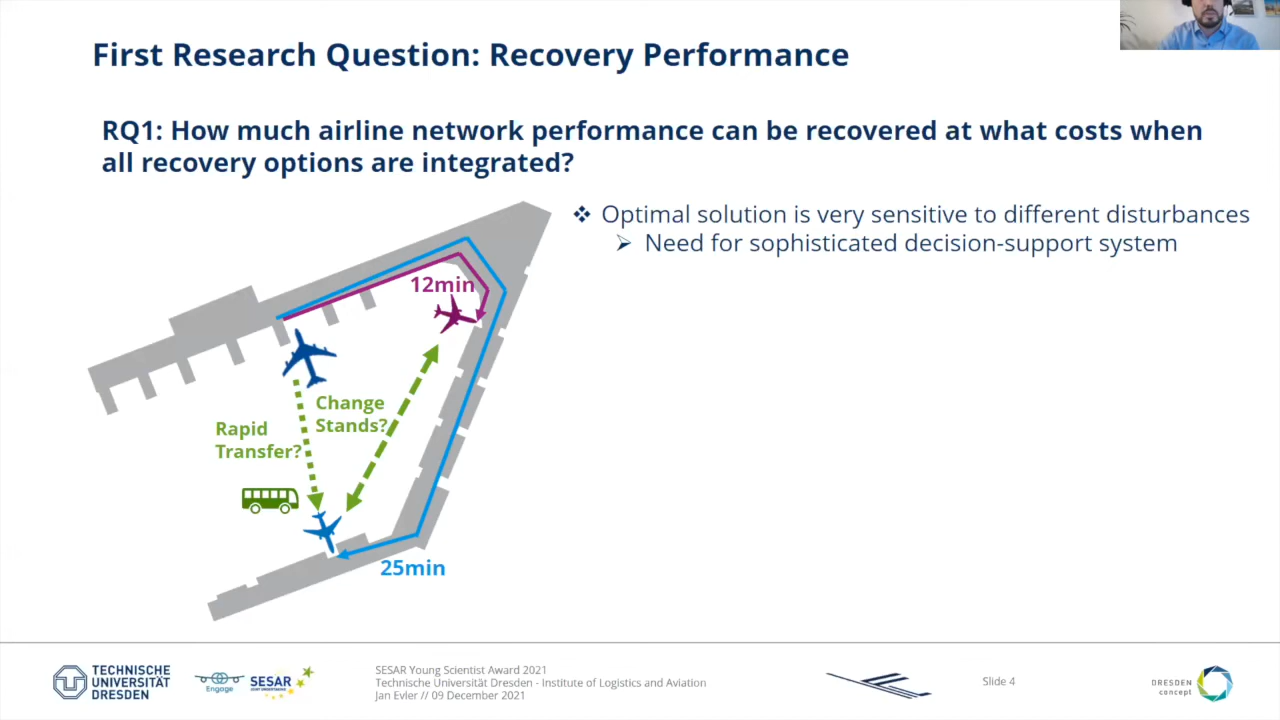 First Research Question: Recovery Performance
RQ1: How much airline network performance can be recovered at what costs when
all recovery options are integrated?
❖ Optimal solution is very sensitive to different disturbances
➢ Need for sophisticated decision-support system
12min
Change
Stands?
Rapid
Transfer?
25min
TECHNISCHE
UNIVERSITÄT
DRESDEN
Engage
SESAR
SESAR Young Scientist Award 2021
Technische Universität Dresden - Institute of Logistics and Aviation
Jan Evler // 09 December 2021
Slide 4
DRESDEN
concept